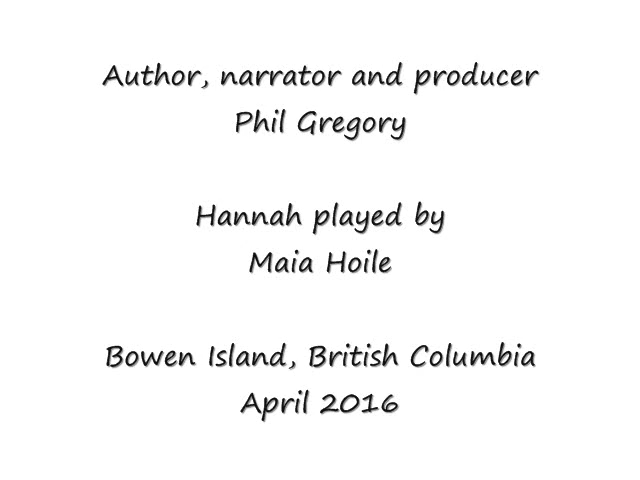 Author, narrator and producer
Phil Gregory
Hannah played by
Maia Hoile
Bowen Island, British Columbia
April 2016